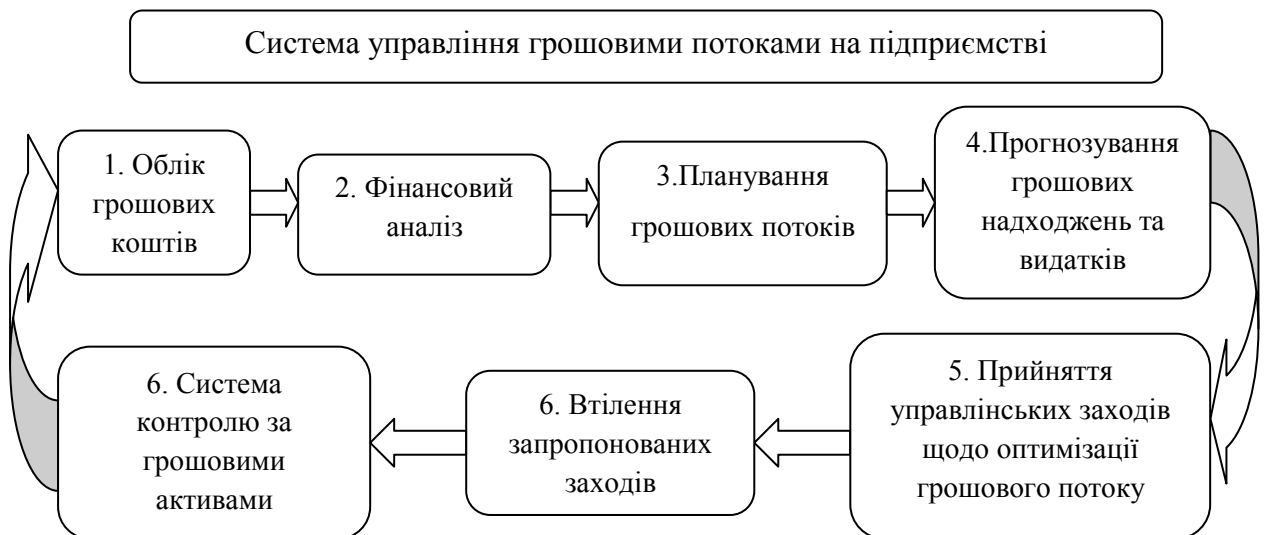 Система управління грошовими потоками на підприємстві
1. Облік
грошових
коштів
2. Фінансовий
аналіз
3.Планування
грошових потоків
4.Прогнозування
грошових
надходжень та
видатків
5. Прийняття
управлінських заходів
щодо оптимізації
грошового потоку
6. Втілення
запропонованих
заходів
6. Система
контролю за
грошовими
активами